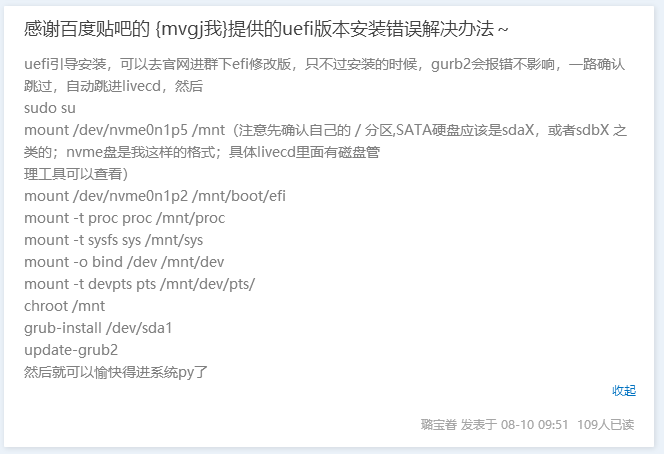 感谢百度贴吧的 {mvgj我}提供的uefi版本安装错误解决办法~
uefi引导安装，可以去官网进群下efi修改版，只不过安装的时候，gurb2会报错不影响，一路确认
跳过，自动跳进livecd，然后
sudo su
mount /dev/nvme0n1p5 /mnt（注意先确认自己的 / 分区,SATA硬盘应该是sdaX，或者sdbX 之
类的；nvme盘是我这样的格式；具体livecd里面有磁盘管
理工具可以查看）
mount /dev/nvme0n1p2 /mnt/boot/efi
mount -t proc proc /mnt/proc
mount -t sysfs sys /mnt/sys
mount -o bind /dev /mnt/dev
mount -t devpts pts /mnt/dev/pts/
chroot /mnt
grub-install /dev/sda1
update-grub2
然后就可以愉快得进系统py了
收起
璐宝眷 发表于 08-10 09:51 109人已读